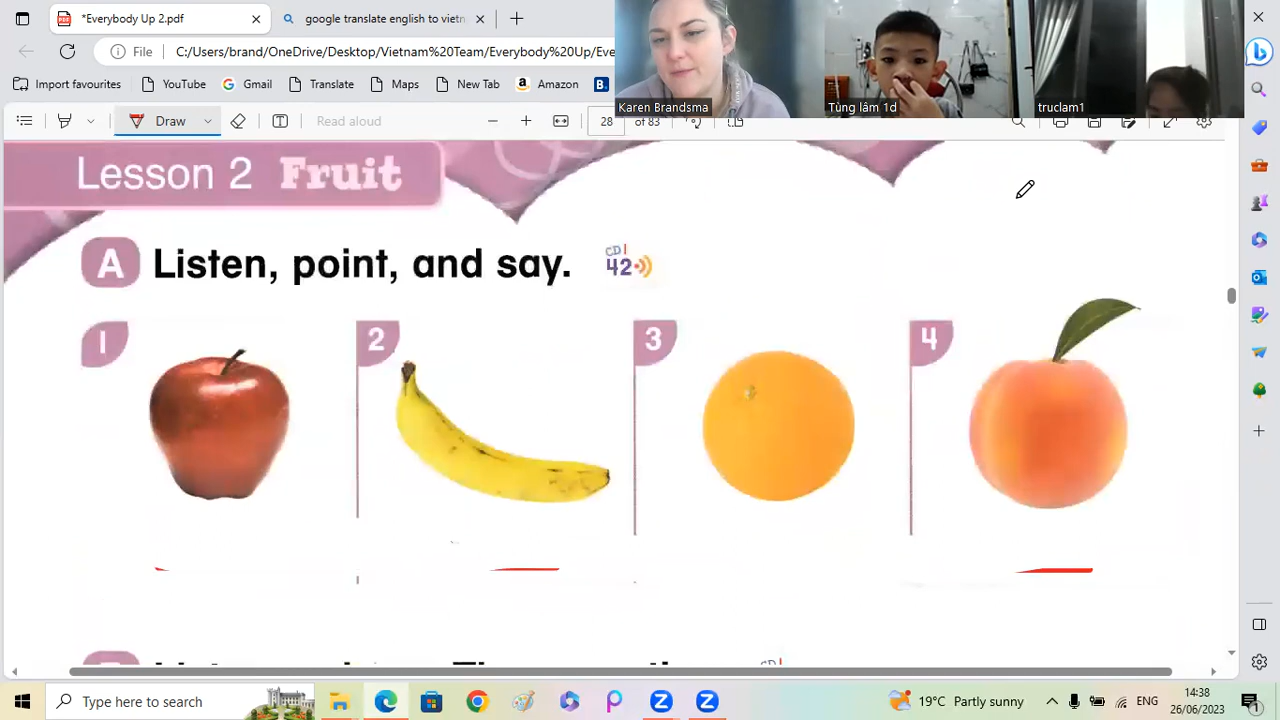 *Everybody Up 2.pdf
google translate english to vietn
File C:/Users/brand/OneDrive/Desktop/Vietnam%20Team/Everybody%20Up/Eve
Import favourites YouTube Gmail Translate New Tab Amazon B.
Karen Brandsma
Tùng lâm 1d
truclam1
Draw Read aloud 28 of 83
Lesson 2 Fruit
A Listen, point, and say. CD1 42
1
2
3
4
CD1
Type here to search
19°C Partly sunny ENG 14:38
26/06/2023